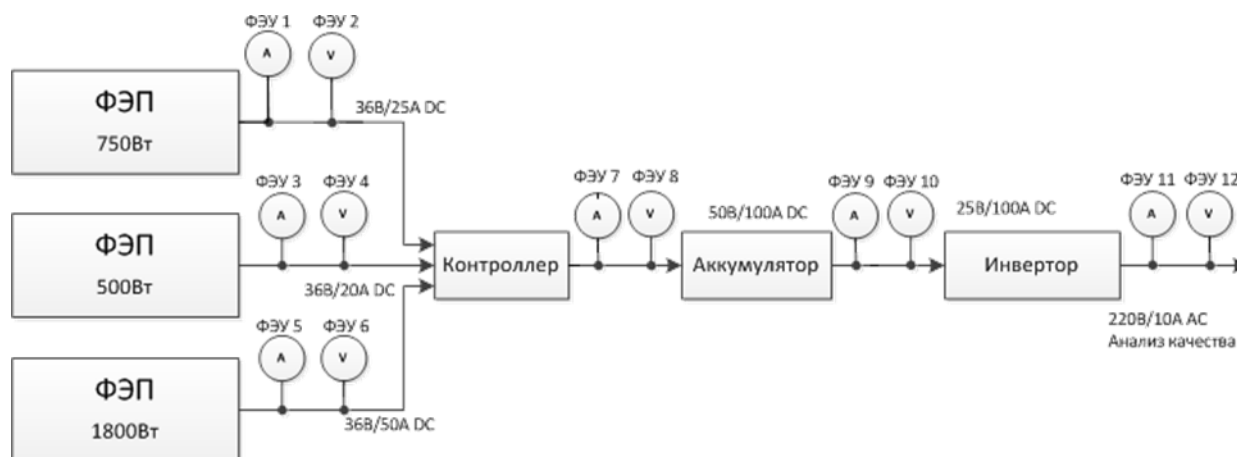 ФЭУ 1
ФЭУ 2
A
V
ФЭП
750Вт
36В/25А DC
ФЭУ 3
ФЭУ 4
A
V
ФЭП
500Вт
36В/20А DC
ФЭУ 5
ФЭУ 6
A
V
ФЭП
1800Вт
36В/50А DC
Контроллер
ФЭУ 7
ФЭУ 8
A
V
50В/100А DC
Аккумулятор
ФЭУ 9
ФЭУ 10
A
V
25В/100А DC
Инвертор
ФЭУ 11
ФЭУ 12
A
V
220В/10А AC
Анализ качества